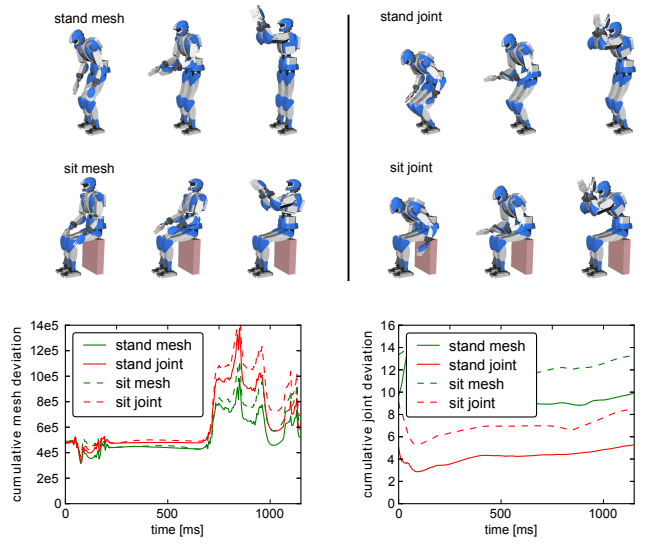 stand mesh
stand joint
sit mesh
sit joint
14e5
12e5
10e5
8e5
6e5
4e5
2e5
0
0
500
1000
time [ms]
cumulative mesh deviation
stand mesh
stand joint
sit mesh
sit joint
16
14
12
10
8
6
4
2
0
0
500
1000
time [ms]
cumulative joint deviation
stand mesh
stand joint
sit mesh
sit joint